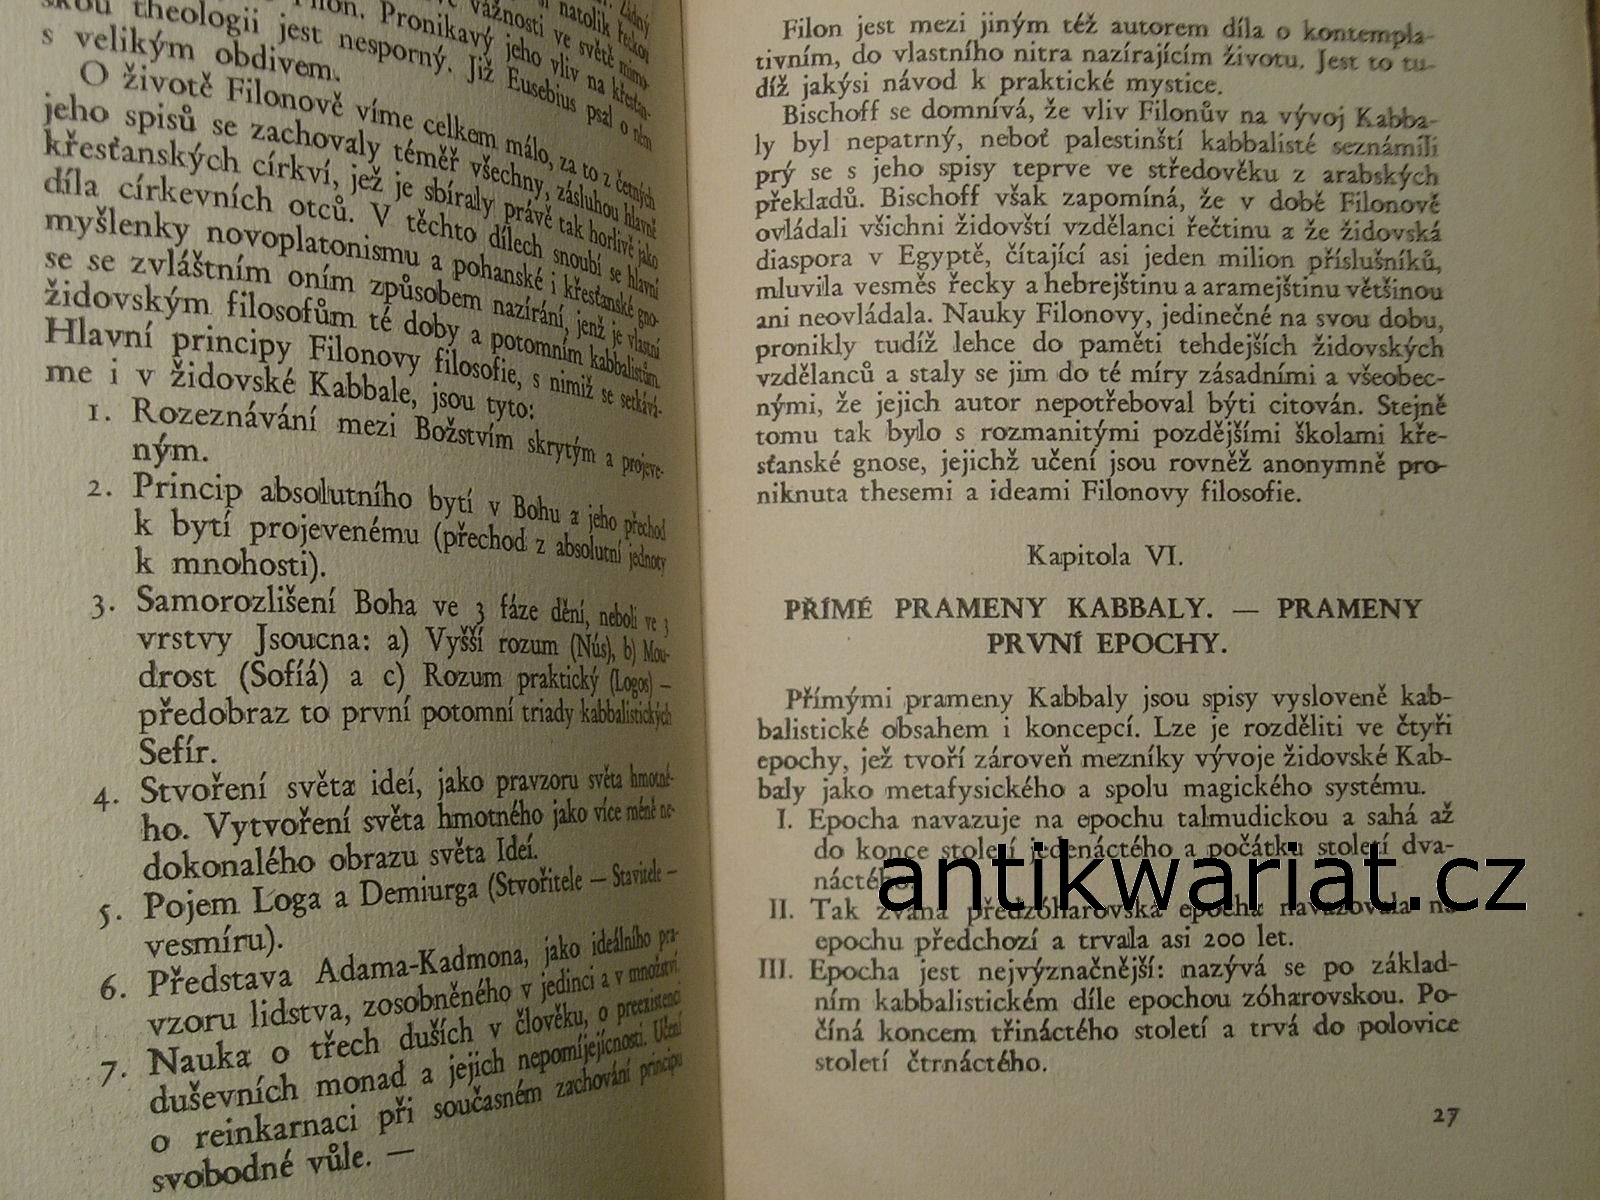 Zádný
Filon. Pronikavý vážnosti ve světě mimo-
skou theologii jest nesporný. Již Eusebius psal o něm
s velikým obdivem.
O životě Filonově víme celkem málo, za to z četných
jeho spisů se zachovaly téměř všechny, zásluhou hlavně
křesťanských církví, jež je sbíraly právě tak horlivě jako
díla církevních otců. V těchto dílech snoubí se hlavní
myšlenky novoplatonismu a pohanské i křesťanské gno-
se se zvláštním oním způsobem nazírání, jenž je vlastní
židovským filosofům té doby a potomním kabbalistům.
Hlavní principy Filonovy filosofie, s nimiž se setkává-
me i v židovské Kabbale, jsou tyto:
1. Rozeznávání mezi Božstvím skrytým a projeve-
ným.
2. Princip absolutního bytí v Bohu a jeho přechod
k bytí projevenému (přechod z absolutní jednoty
k mnohosti).
3. Samorozlišení Boha ve 3 fáze dění, neboli ve 3
vrstvy Jsoucna: a) Vyšší rozum (Nús), b) Mou-
drost (Sofíá) a c) Rozum praktický (Logos) –
předobraz to první potomní triady kabbalistických
Sefír.
4. Stvoření světa ideí, jako pravzoru světa hmotné-
ho. Vytvoření světa hmotného jako více méně ne-
dokonalého obrazu světa Ideí.
5. Pojem Loga a Demiurga (Stvořitele — Stavitele —
vesmíru).
6. Představa Adama-Kadmona, jako ideálního pra-
vzoru lidstva, zosobněného v jedinci a v množství.
7. Nauka o třech duších v člověku, o preexistenci
duševních monad a jejich nepomíjejícnosti. Učení
o reinkarnaci při současném zachování principu
svobodné vůle. —
Filon jest mezi jiným též autorem díla o kontempla-
tivním, do vlastního nitra nazírajícím životu. Jest to tu-
díž jakýsi návod k praktické mystice.
Bischoff se domnívá, že vliv Filonův na vývoj Kabba-
ly byl nepatrný, neboť palestinští kabbalisté seznámili
prý se s jeho spisy teprve ve středověku z arabských
překladů. Bischoff však zapomíná, že v době Filonově
ovládali všichni židovští vzdělanci řečtinu a že židovská
diaspora v Egyptě, čítající asi jeden milion příslušníků,
mluvila vesměs řecky a hebrejštinu a aramejštinu většinou
ani neovládala. Nauky Filonovy, jedinečné na svou dobu,
pronikly tudíž lehce do paměti tehdejších židovských
vzdělanců a staly se jim do té míry zásadními a všeobec-
nými, že jejich autor nepotřeboval býti citován. Stejně
tomu tak bylo s rozmanitými pozdějšími školami kře-
sťanské gnose, jejichž učení jsou rovněž anonymně pro-
niknuta thesemi a ideami Filonovy filosofie.
Kapitola VI.
PŘÍMÉ PRAMENY KABBALY. — PRAMENY
PRVNÍ EPOCHY.
Přímými prameny Kabbaly jsou spisy vysloveně kab-
balistické obsahem i koncepcí. Lze je rozděliti ve čtyři
epochy, jež tvoří zároveň mezníky vývoje židovské Kab-
baly jako metafysického a spolu magického systému.
I. Epocha navazuje na epochu talmudickou a sahá až
do konce století jedenáctého a počátku století dva-
náctého.
II. Tak zvaná předzóharovská epocha navazovala na
epochu předchozí a trvala asi 200 let.
III. Epocha jest nejvýznačnější: nazývá se po základ-
ním kabbalistickém díle epochou zóharovskou. Po-
číná koncem třináctého století a trvá do polovice
století čtrnáctého.
27
antikwariat.cz